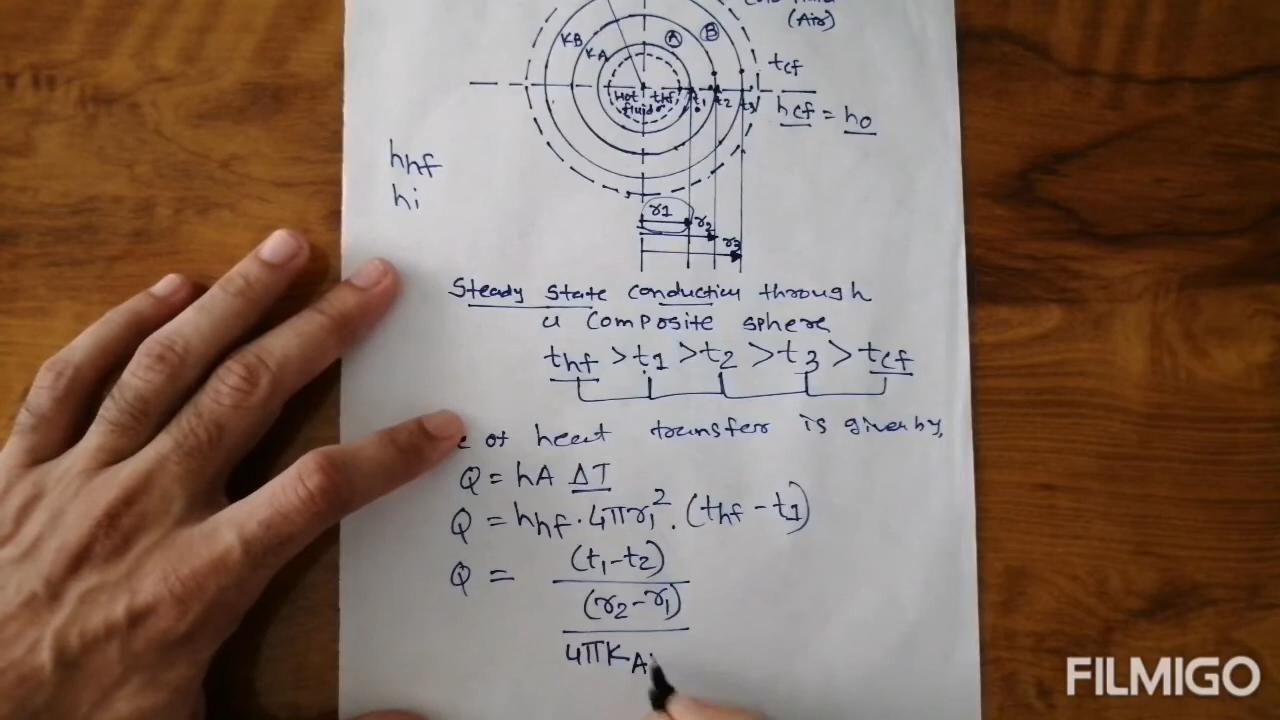 (Air)
KB
KA
A
B
tcf
Hot thf
fluid
t1
t2
t3
hcf = ho
hhf
hi
r1
r2
r3
Steady state conduction through
a composite sphere
thf > t1 > t2 > t3 > tcf
of heat transfer is given by,
Q = hA ΔT
Q = hhf · 4πr₁² · (thf - t1)
Q = (t₁-t₂)
(r₂-r₁)
4πKA
FILMIGO